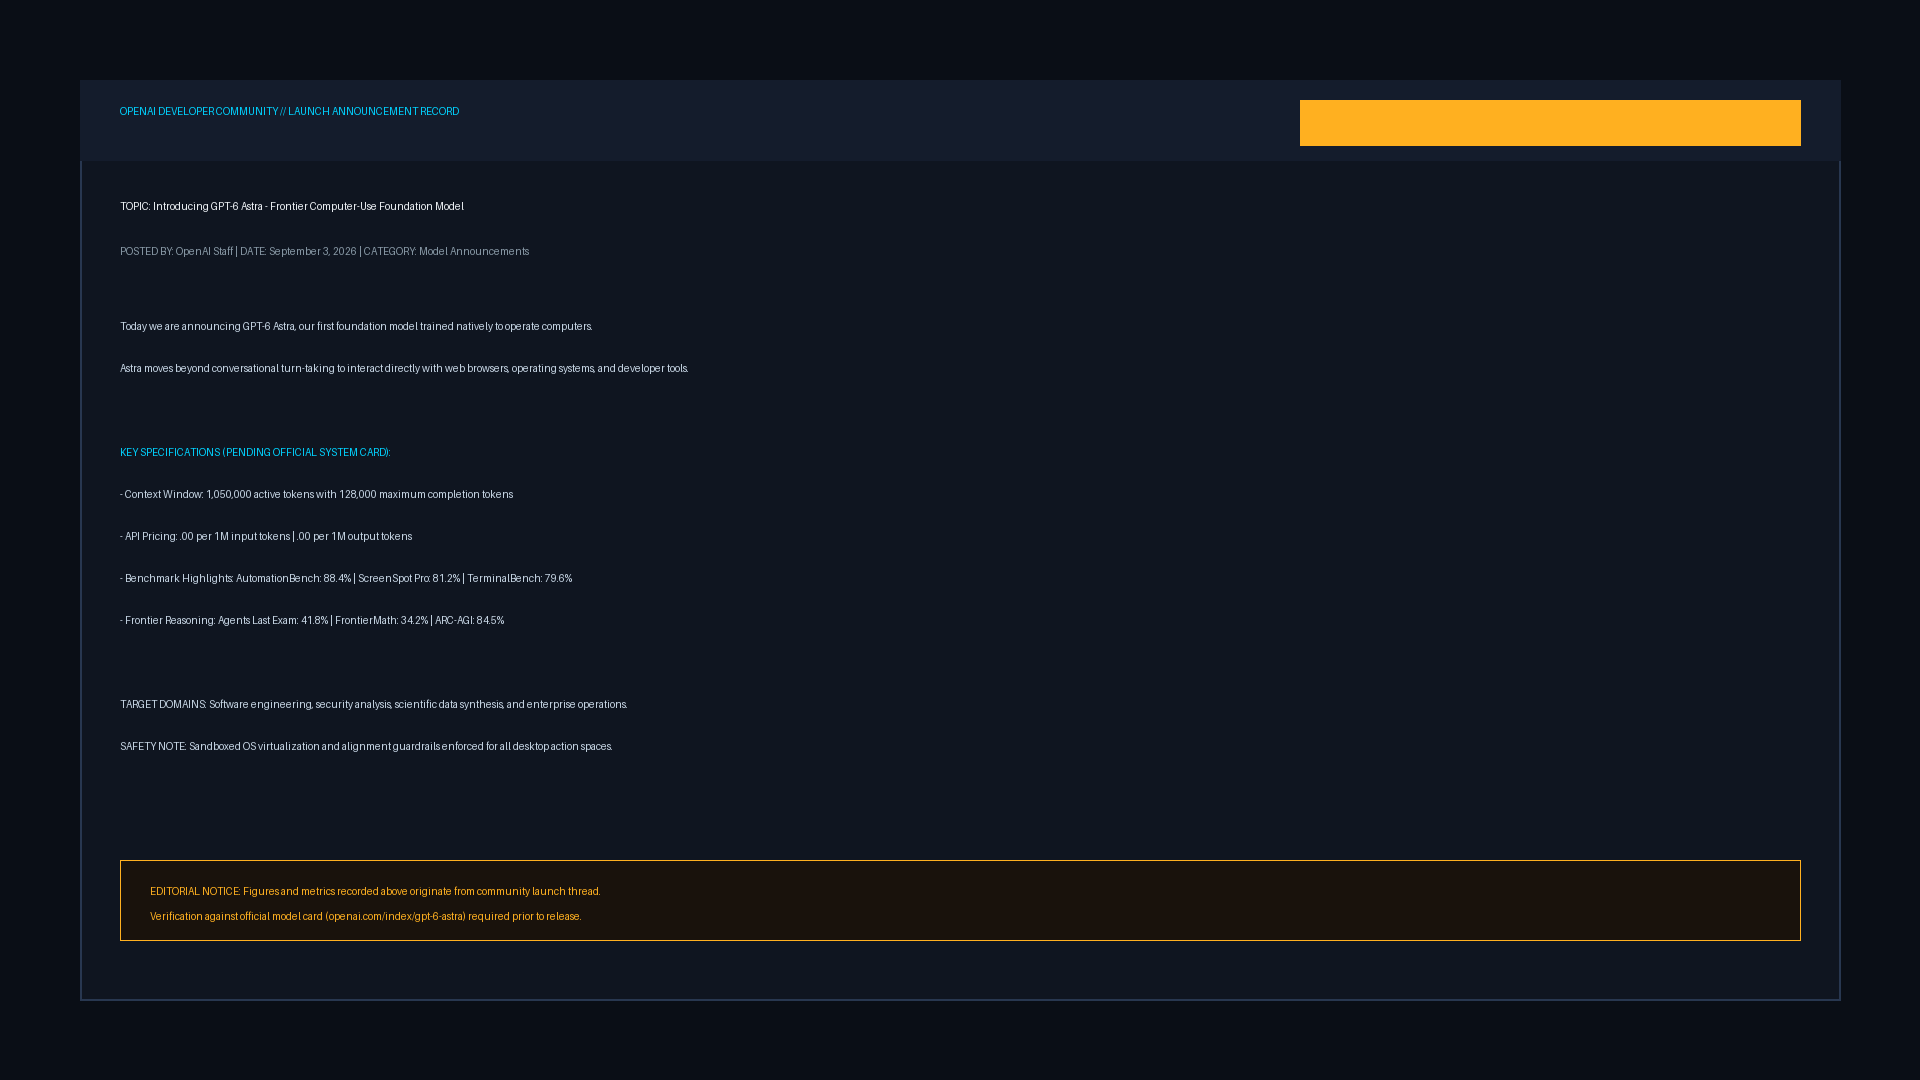 OPENAI DEVELOPER COMMUNITY // LAUNCH ANNOUNCEMENT RECORD
TOPIC: Introducing GPT-6 Astra - Frontier Computer-Use Foundation Model
POSTED BY: OpenAI Staff | DATE: September 3, 2026 | CATEGORY: Model Announcements
Today we are announcing GPT-6 Astra, our first foundation model trained natively to operate computers.
Astra moves beyond conversational turn-taking to interact directly with web browsers, operating systems, and developer tools.
KEY SPECIFICATIONS (PENDING OFFICIAL SYSTEM CARD):
- Context Window: 1,050,000 active tokens with 128,000 maximum completion tokens
- API Pricing: .00 per 1M input tokens | .00 per 1M output tokens
- Benchmark Highlights: AutomationBench: 88.4% | ScreenSpot Pro: 81.2% | TerminalBench: 79.6%
- Frontier Reasoning: Agents Last Exam: 41.8% | FrontierMath: 34.2% | ARC-AGI: 84.5%
TARGET DOMAINS: Software engineering, security analysis, scientific data synthesis, and enterprise operations.
SAFETY NOTE: Sandboxed OS virtualization and alignment guardrails enforced for all desktop action spaces.
EDITORIAL NOTICE: Figures and metrics recorded above originate from community launch thread.
Verification against official model card (openai.com/index/gpt-6-astra) required prior to release.